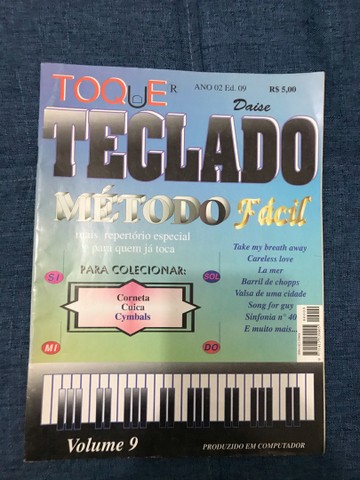 TOQUE R
ANO 02 Ed. 09
R$ 5,00
Daise
TECLADO
MÉTODO Fácil
mais repertório especial
para quem já toca
SI
PARA COLECIONAR:
SOL
Corneta
Cuíca
Cymbals
MI
DO
Take my breath away
Careless love
La mer
Barril de chopps
Valsa de uma cidade
Song for guy
Sinfonia nº 40
E muito mais...
Volume 9
PRODUZIDO EM COMPUTADOR